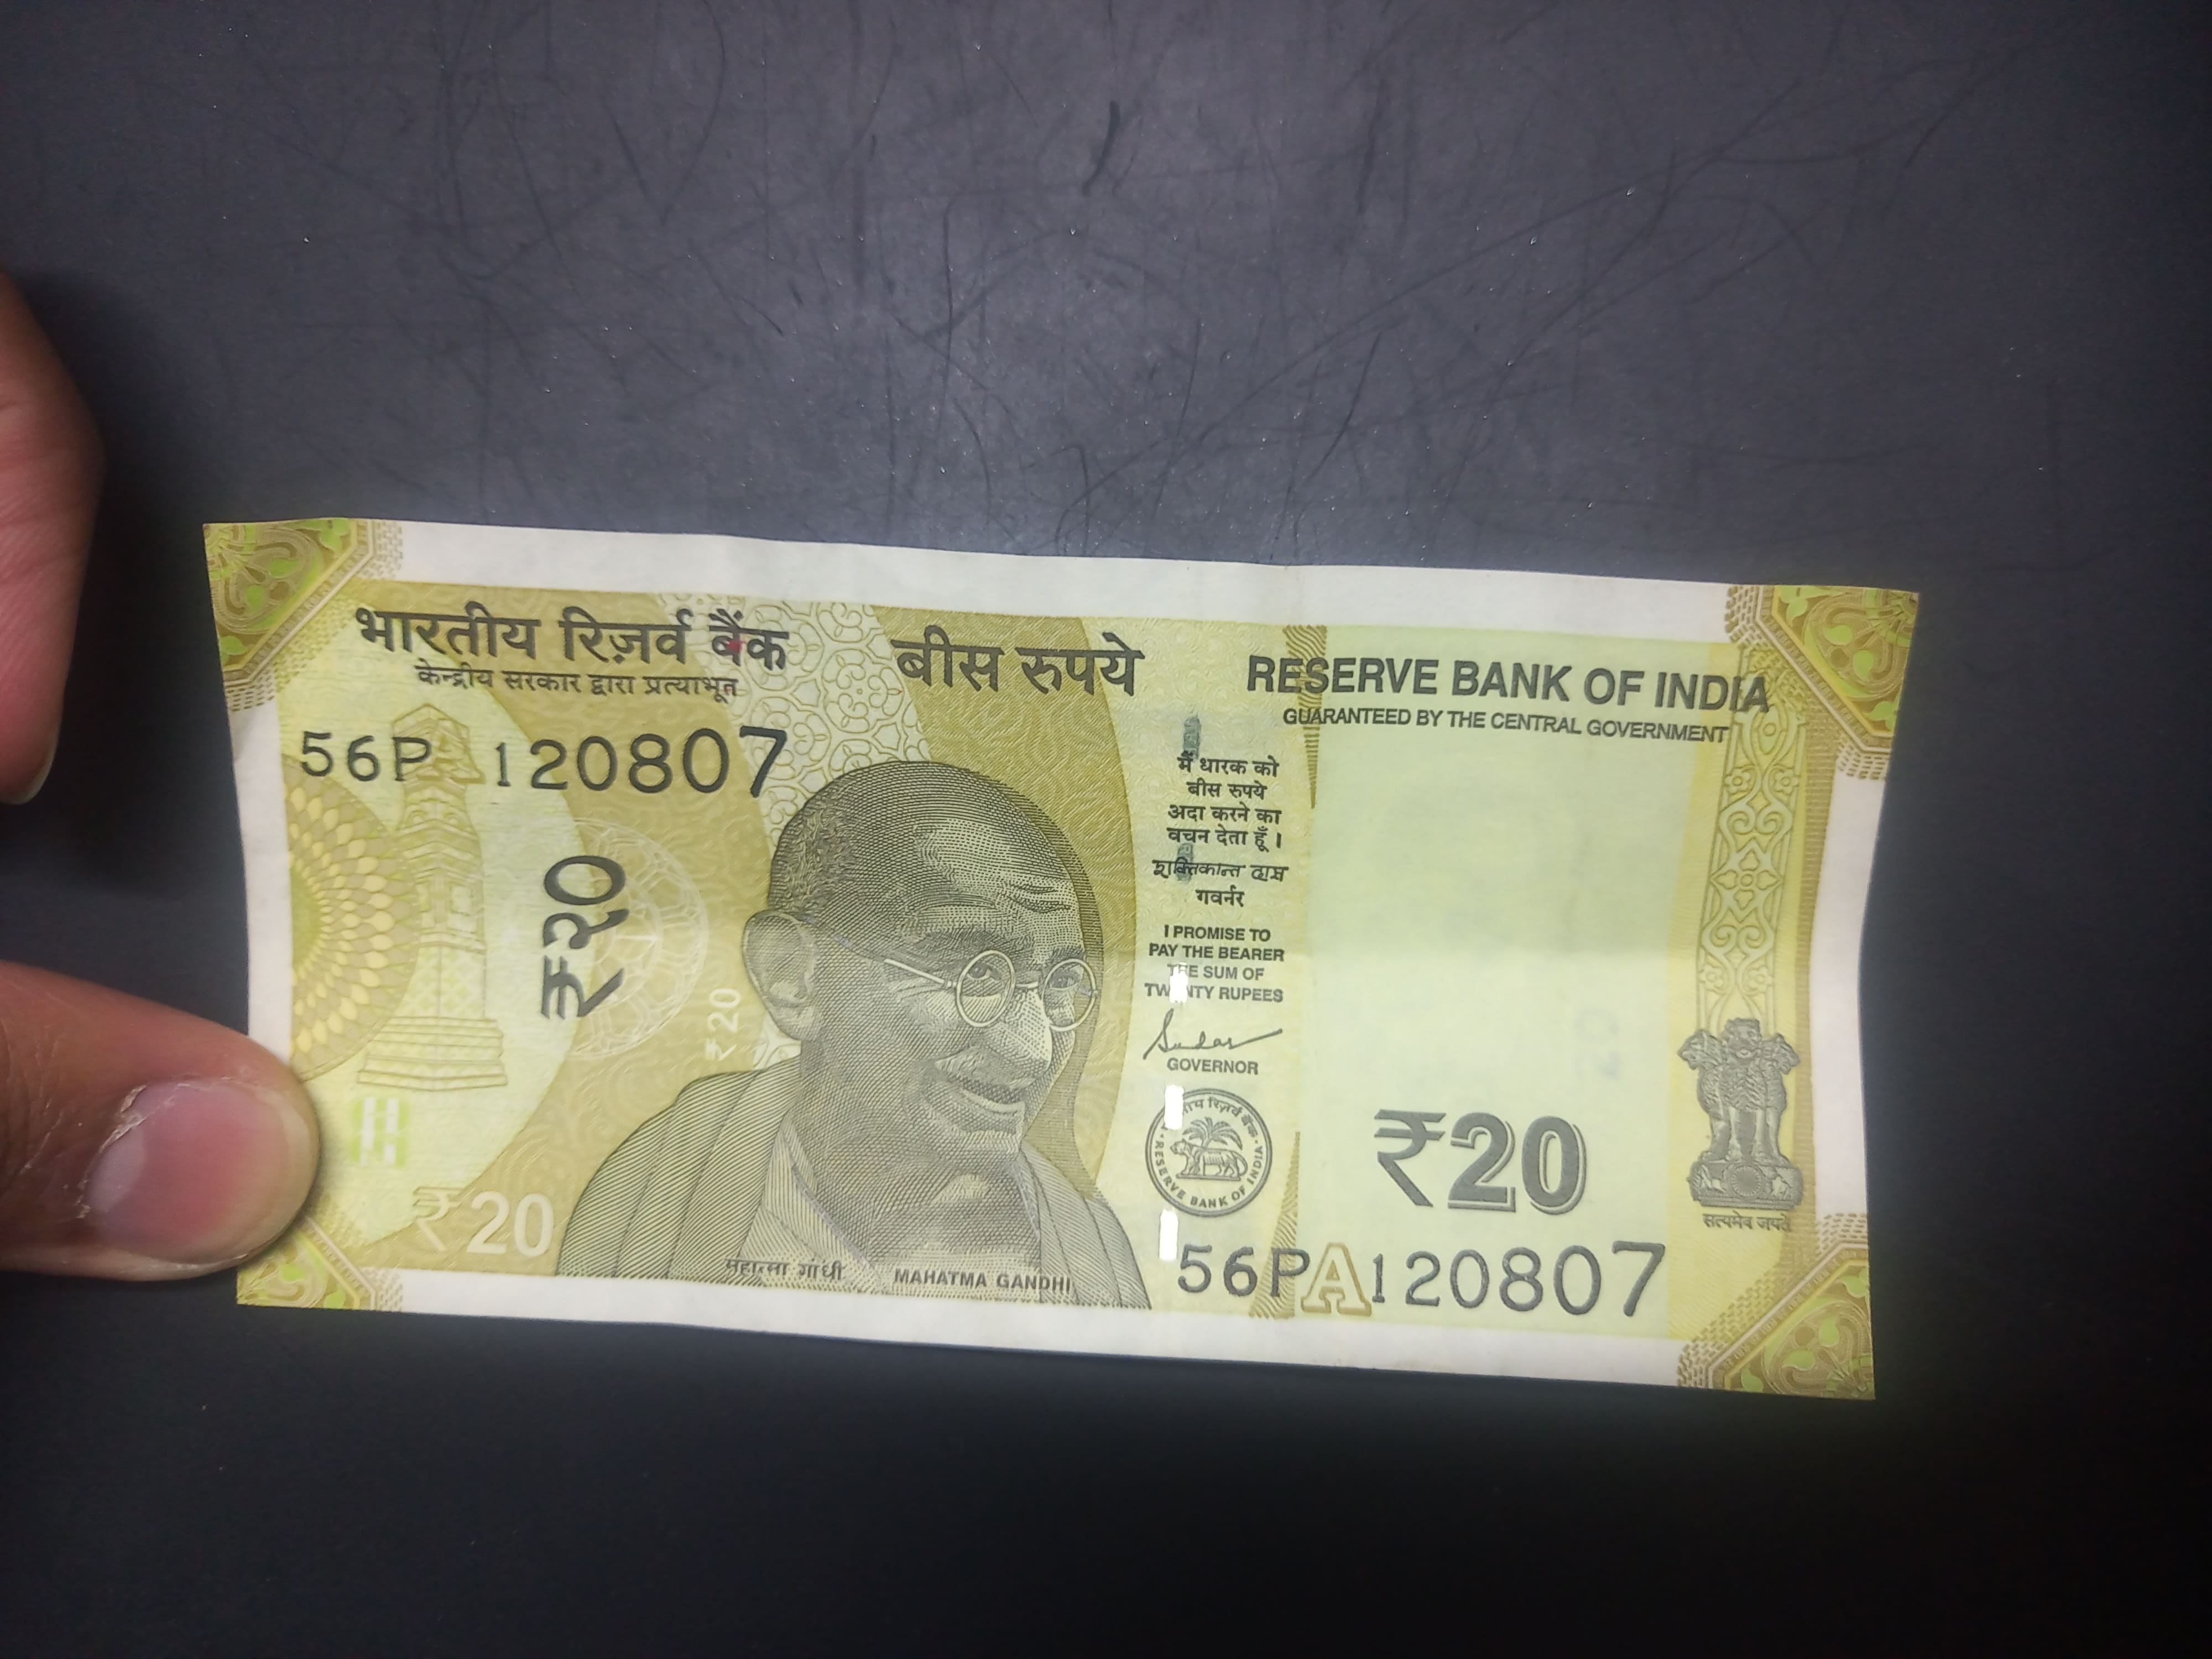 भारतीय रिज़र्व बैंक
केन्द्रीय सरकार द्वारा प्रत्याभूत
बीस रुपये
RESERVE BANK OF INDIA
GUARANTEED BY THE CENTRAL GOVERNMENT
56PA 120807
₹२०
₹20
₹20
महात्मा गांधी
MAHATMA GANDHI
मैं धारक को
बीस रुपये
अदा करने का
वचन देता हूँ ।
शक्तिकान्त दास
गवर्नर
I PROMISE TO
PAY THE BEARER
THE SUM OF
TWENTY RUPEES
GOVERNOR
RESERVE BANK OF INDIA
₹20
सत्यमेव जयते
56PA120807